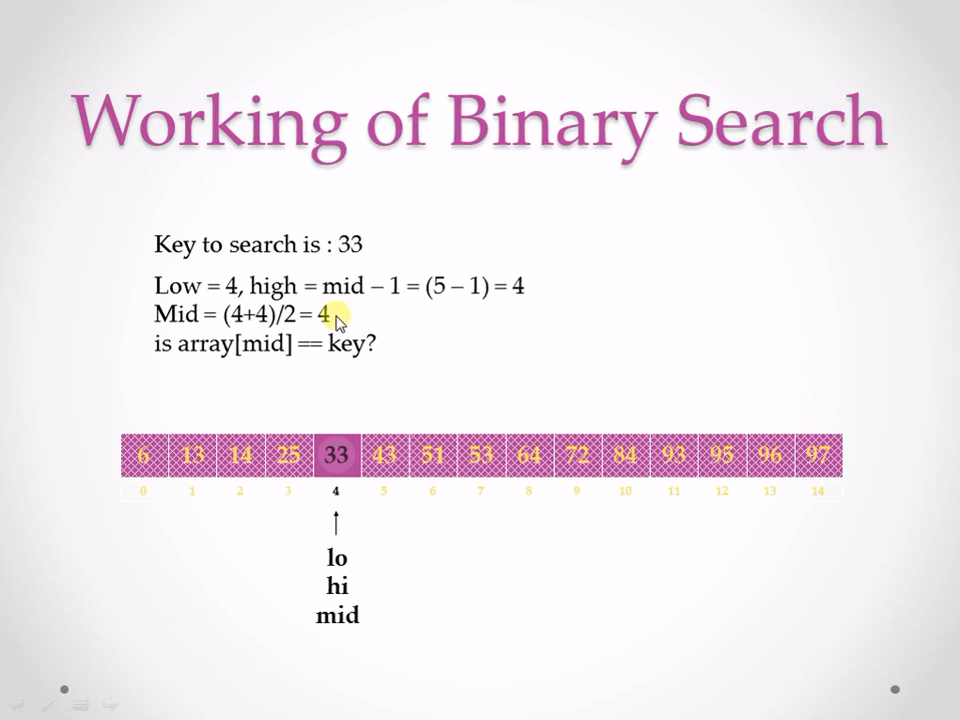 Working of Binary Search
Key to search is : 33
Low = 4, high = mid – 1 = (5 – 1) = 4
Mid = (4+4)/2 = 4
is array[mid] == key?
6 13 14 25 33 43 51 53 64 72 84 93 95 96 97
0 1 2 3 4 5 6 7 8 9 10 11 12 13 14
lo
hi
mid